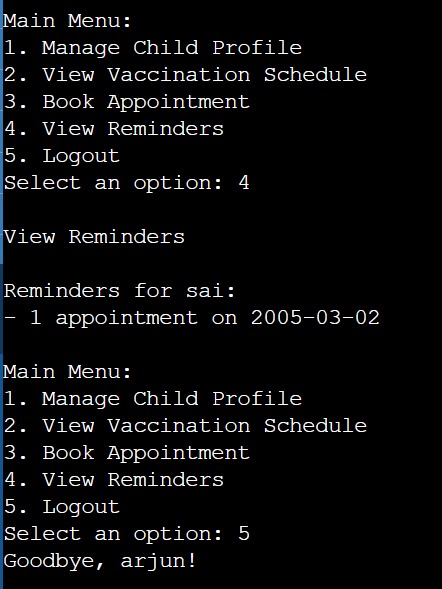 Main Menu:
1. Manage Child Profile
2. View Vaccination Schedule
3. Book Appointment
4. View Reminders
5. Logout
Select an option: 4
View Reminders
Reminders for sai:
- 1 appointment on 2005-03-02
Main Menu:
1. Manage Child Profile
2. View Vaccination Schedule
3. Book Appointment
4. View Reminders
5. Logout
Select an option: 5
Goodbye, arjun!